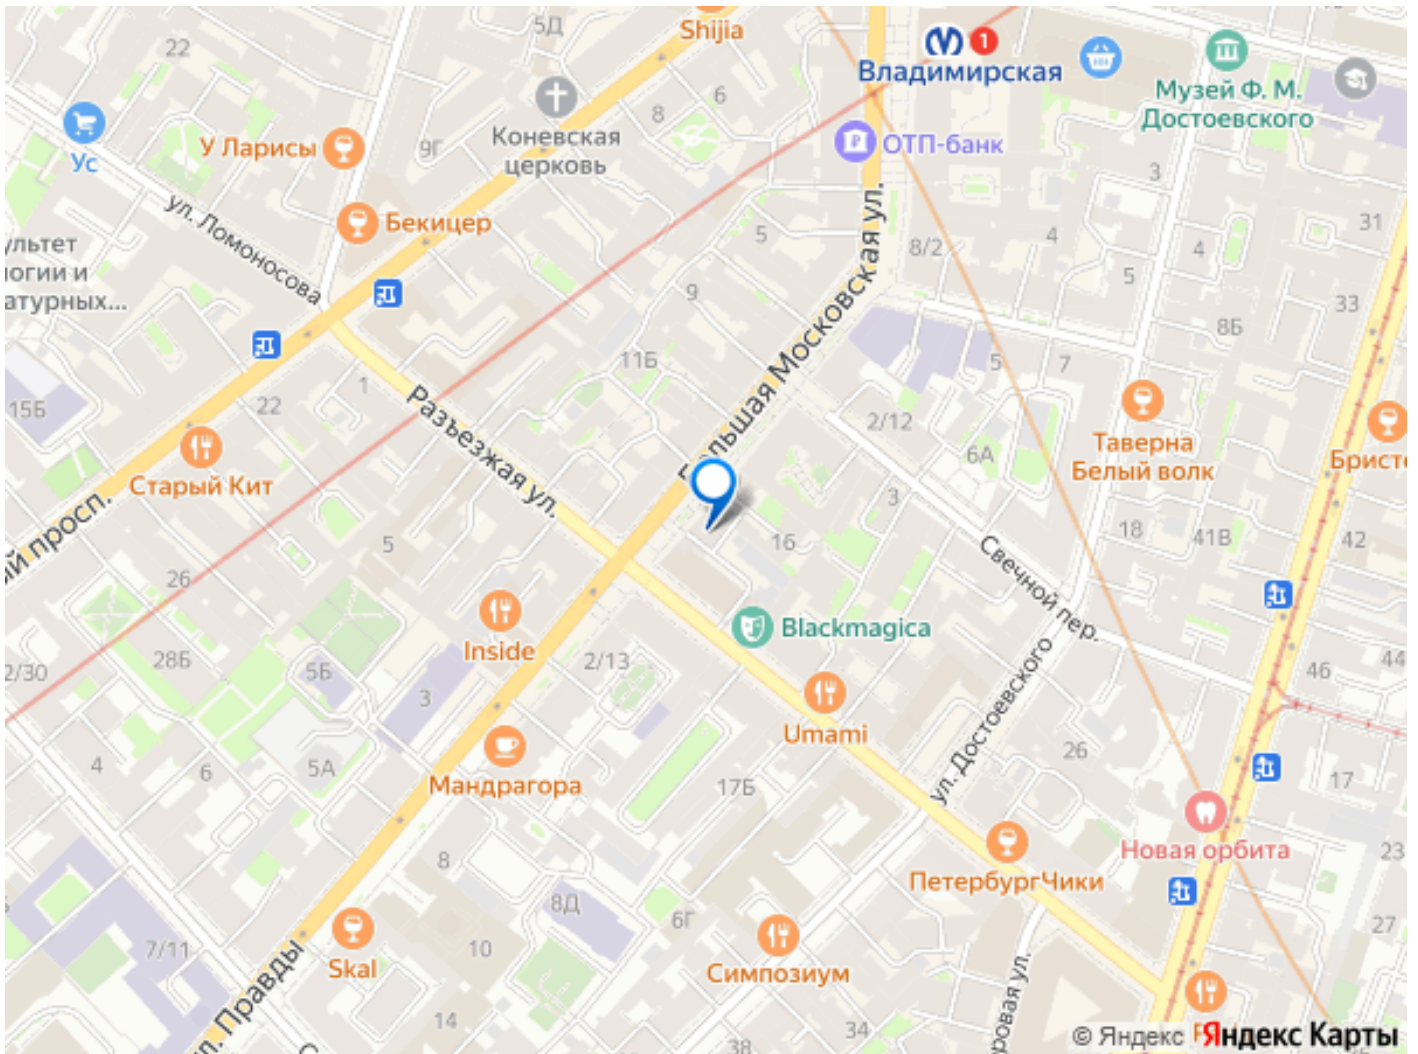 5Д
Shijia
1
Владимирская
22
Музей Ф. М.
Достоевского
6
8
Коневская
церковь
У Ларисы
9Г
ОТП-банк
Ус
3
ул. Ломоносова
Бекицер
31
5
8/2
4
4
5
9
33
8Б
Большая Московская ул.
11Б
5
7
1
22
15Б
Разъезжая ул.
2/12
Таверна
Белый волк
6А
Старый Кит
3
18
41В
42
5
16
Свечной пер.
26
Inside
Blackmagica
2/30
28Б
5Б
2/13
3
44
46
Umami
ул. Достоевского
26
4
6
5А
Мандрагора
17Б
17
Новая орбита
23
8
ПетербургЧики
8Д
6Г
27
7/11
Skal
10
Симпозиум
ул. Правды
14
38
34
© Яндекс
Яндекс Карты